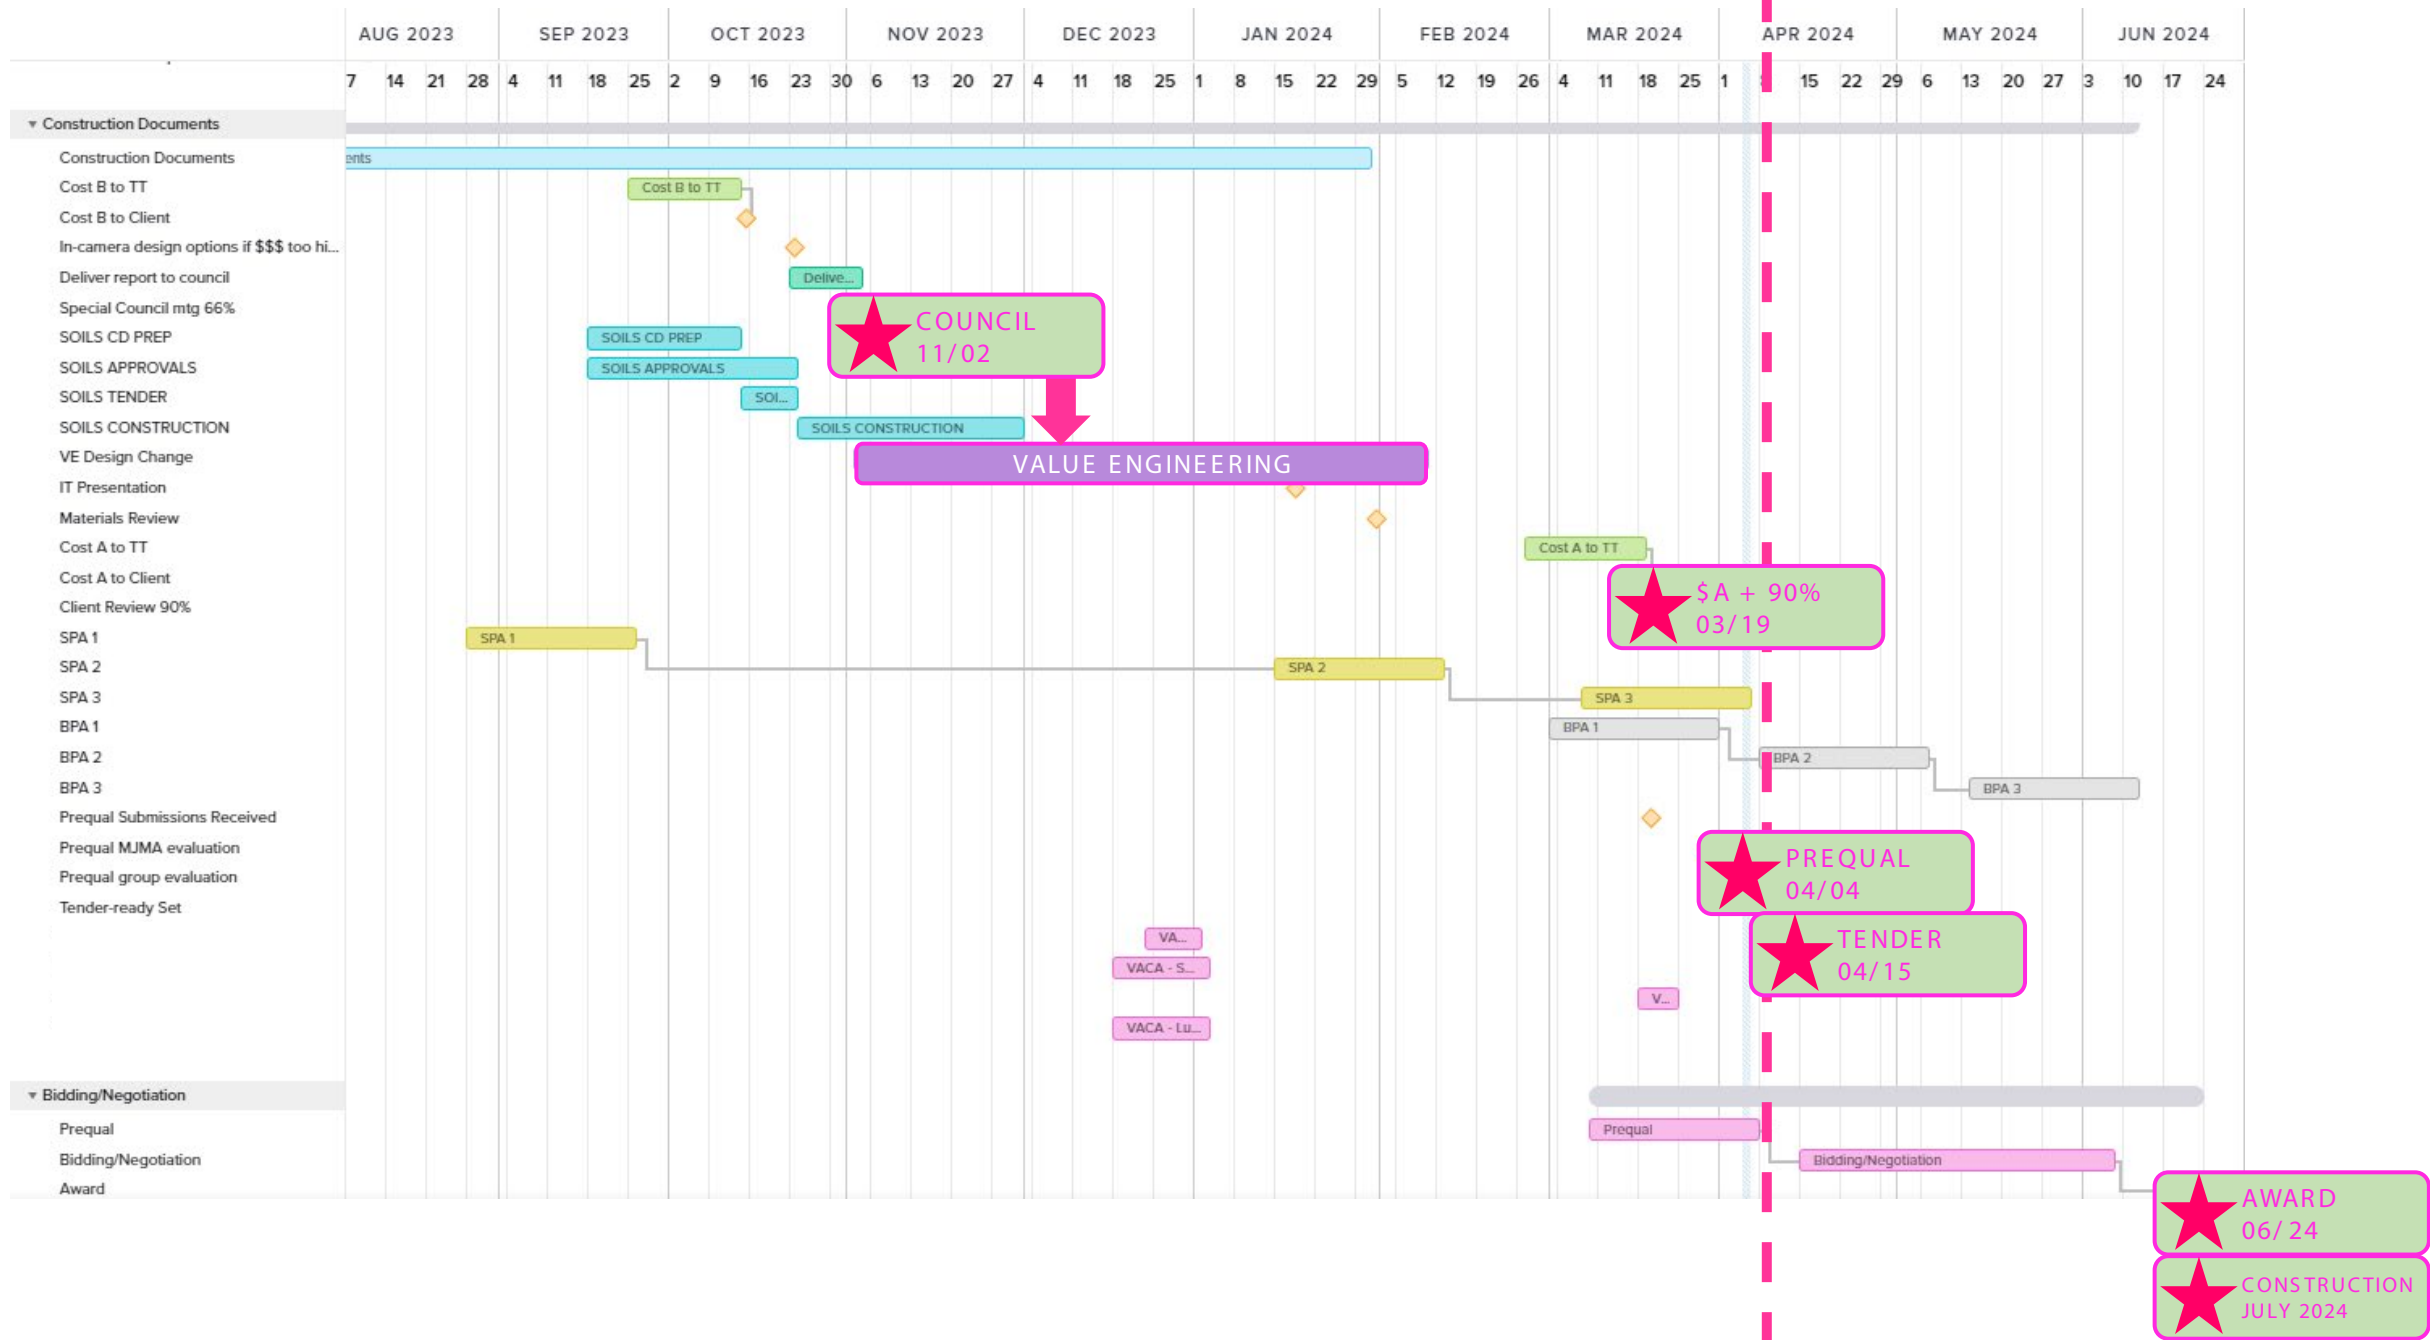 AUG 2023 SEP 2023 OCT 2023 NOV 2023 DEC 2023 JAN 2024 FEB 2024 MAR 2024 APR 2024 MAY 2024 JUN 2024
7 14 21 28 4 11 18 25 2 9 16 23 30 6 13 20 27 4 11 18 25 1 8 15 22 29 5 12 19 26 4 11 18 25 1 15 22 29 6 13 20 27 3 10 17 24
Construction Documents
Construction Documents ents
Cost B to TT Cost B to TT
Cost B to Client
In-camera design options if $$$ too hi...
Deliver report to council Delive...
Special Council mtg 66%
COUNCIL
11/02
SOILS CD PREP SOILS CD PREP
SOILS APPROVALS SOILS APPROVALS
SOILS TENDER SOI...
SOILS CONSTRUCTION SOILS CONSTRUCTION
VE Design Change VALUE ENGINEERING
IT Presentation
Materials Review
Cost A to TT Cost A to TT
Cost A to Client
$A + 90%
03/19
Client Review 90%
SPA 1 SPA 1
SPA 2 SPA 2
SPA 3 SPA 3
BPA 1 BPA 1
BPA 2 BPA 2
BPA 3 BPA 3
Prequal Submissions Received
Prequal MJMA evaluation
PREQUAL
04/04
Prequal group evaluation
Tender-ready Set
TENDER
04/15
VA...
VACA - S...
V...
VACA - Lu...
Bidding/Negotiation
Prequal Prequal
Bidding/Negotiation Bidding/Negotiation
Award
AWARD
06/ 24
CONSTRUCTION
JULY 2024